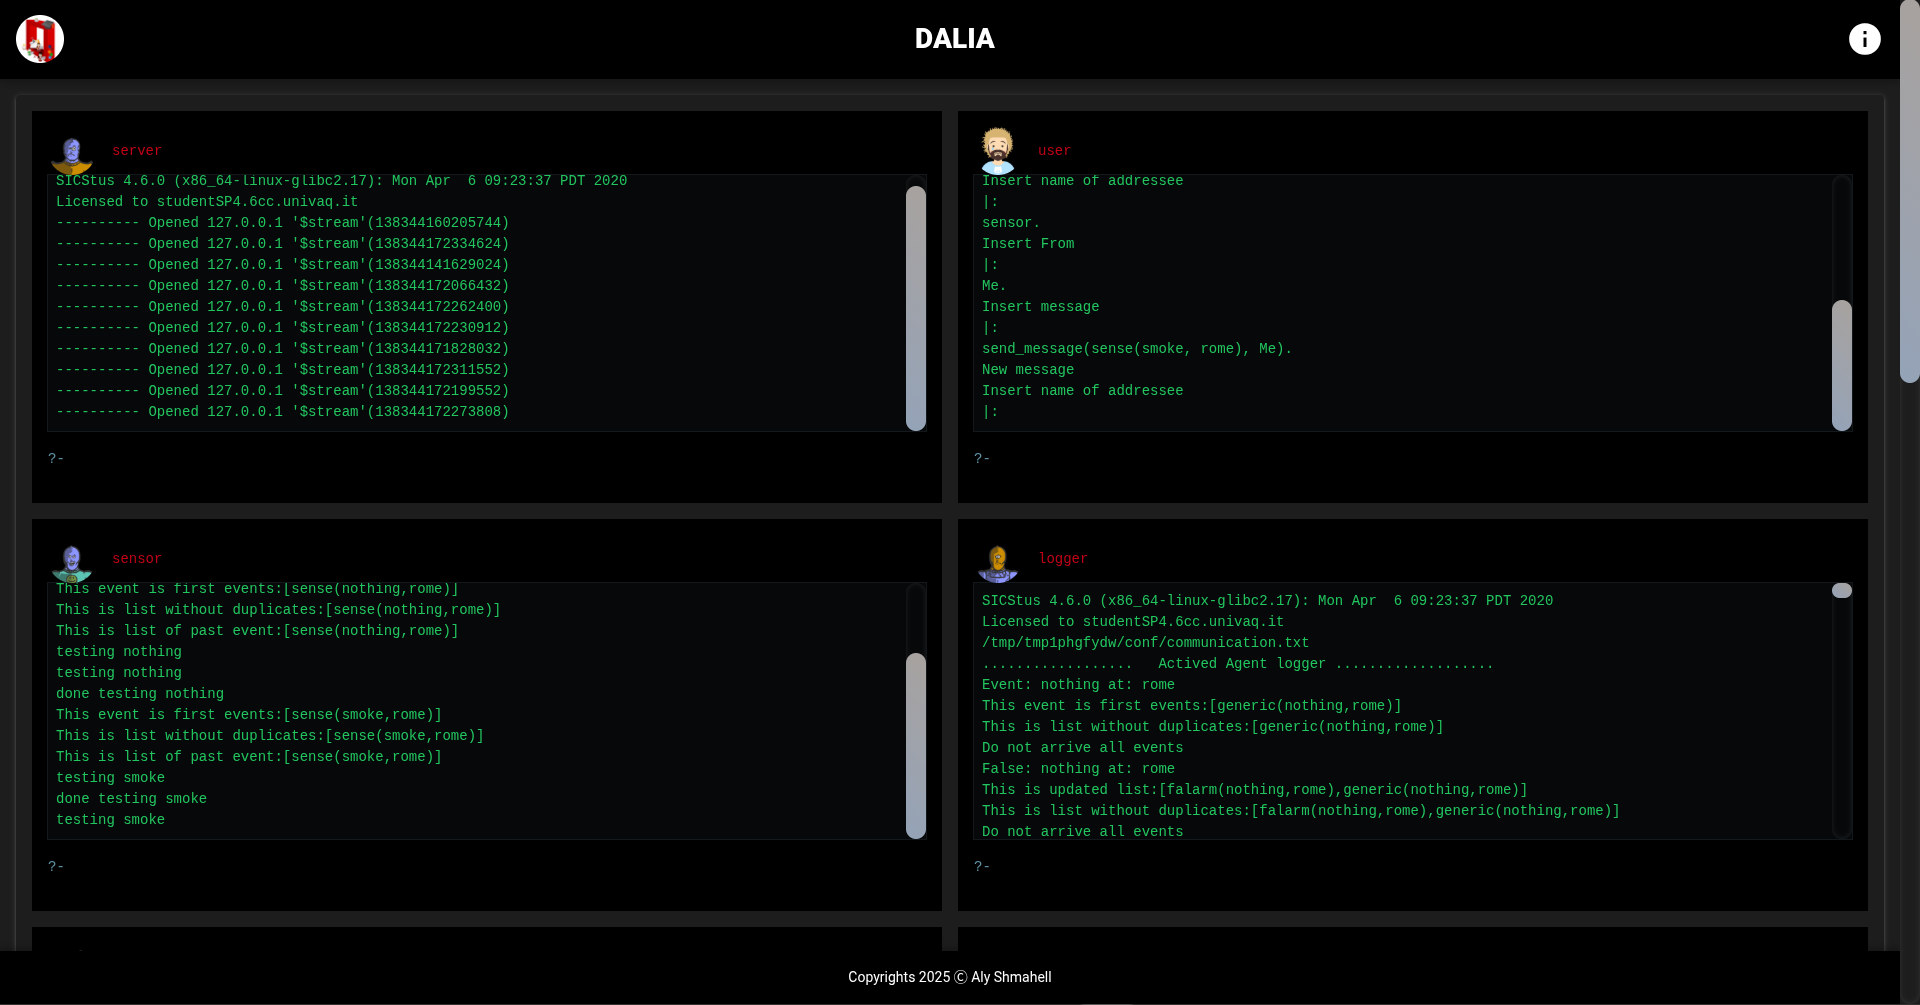 DALIA
server
SICStus 4.6.0 (x86_64-linux-glibc2.17): Mon Apr  6 09:23:37 PDT 2020
Licensed to studentSP4.6cc.univaq.it
---------- Opened 127.0.0.1 '$stream'(138344160205744)
---------- Opened 127.0.0.1 '$stream'(138344172334624)
---------- Opened 127.0.0.1 '$stream'(138344141629024)
---------- Opened 127.0.0.1 '$stream'(138344172066432)
---------- Opened 127.0.0.1 '$stream'(138344172262400)
---------- Opened 127.0.0.1 '$stream'(138344172230912)
---------- Opened 127.0.0.1 '$stream'(138344171828032)
---------- Opened 127.0.0.1 '$stream'(138344172311552)
---------- Opened 127.0.0.1 '$stream'(138344172199552)
---------- Opened 127.0.0.1 '$stream'(138344172273808)
?-
user
Insert name of addressee
|:
sensor.
Insert From
|:
Me.
Insert message
|:
send_message(sense(smoke, rome), Me).
New message
Insert name of addressee
|:
?-
sensor
This event is first events:[sense(nothing,rome)]
This is list without duplicates:[sense(nothing,rome)]
This is list of past event:[sense(nothing,rome)]
testing nothing
testing nothing
done testing nothing
This event is first events:[sense(smoke,rome)]
This is list without duplicates:[sense(smoke,rome)]
This is list of past event:[sense(smoke,rome)]
testing smoke
done testing smoke
testing smoke
?-
logger
SICStus 4.6.0 (x86_64-linux-glibc2.17): Mon Apr  6 09:23:37 PDT 2020
Licensed to studentSP4.6cc.univaq.it
/tmp/tmp1phgfydw/conf/communication.txt
..................   Actived Agent logger ...................
Event: nothing at: rome
This event is first events:[generic(nothing,rome)]
This is list without duplicates:[generic(nothing,rome)]
Do not arrive all events
False: nothing at: rome
This is updated list:[falarm(nothing,rome),generic(nothing,rome)]
This is list without duplicates:[falarm(nothing,rome),generic(nothing,rome)]
Do not arrive all events
?-
Copyrights 2025 Ⓒ Aly Shmahell